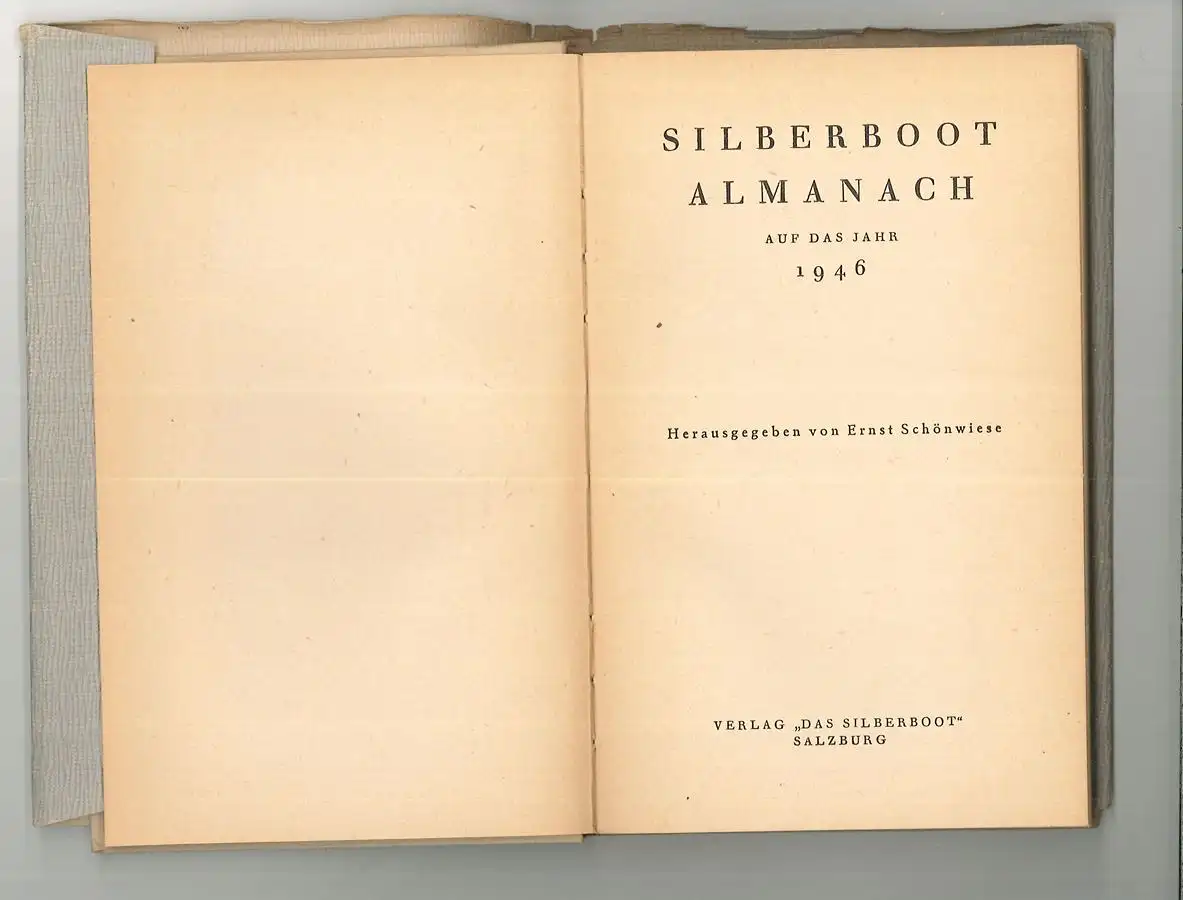 SILBERBOOT
ALMANACH
AUF DAS JAHR
1946
Herausgegeben von Ernst Schönwiese
VERLAG „DAS SILBERBOOT“
SALZBURG